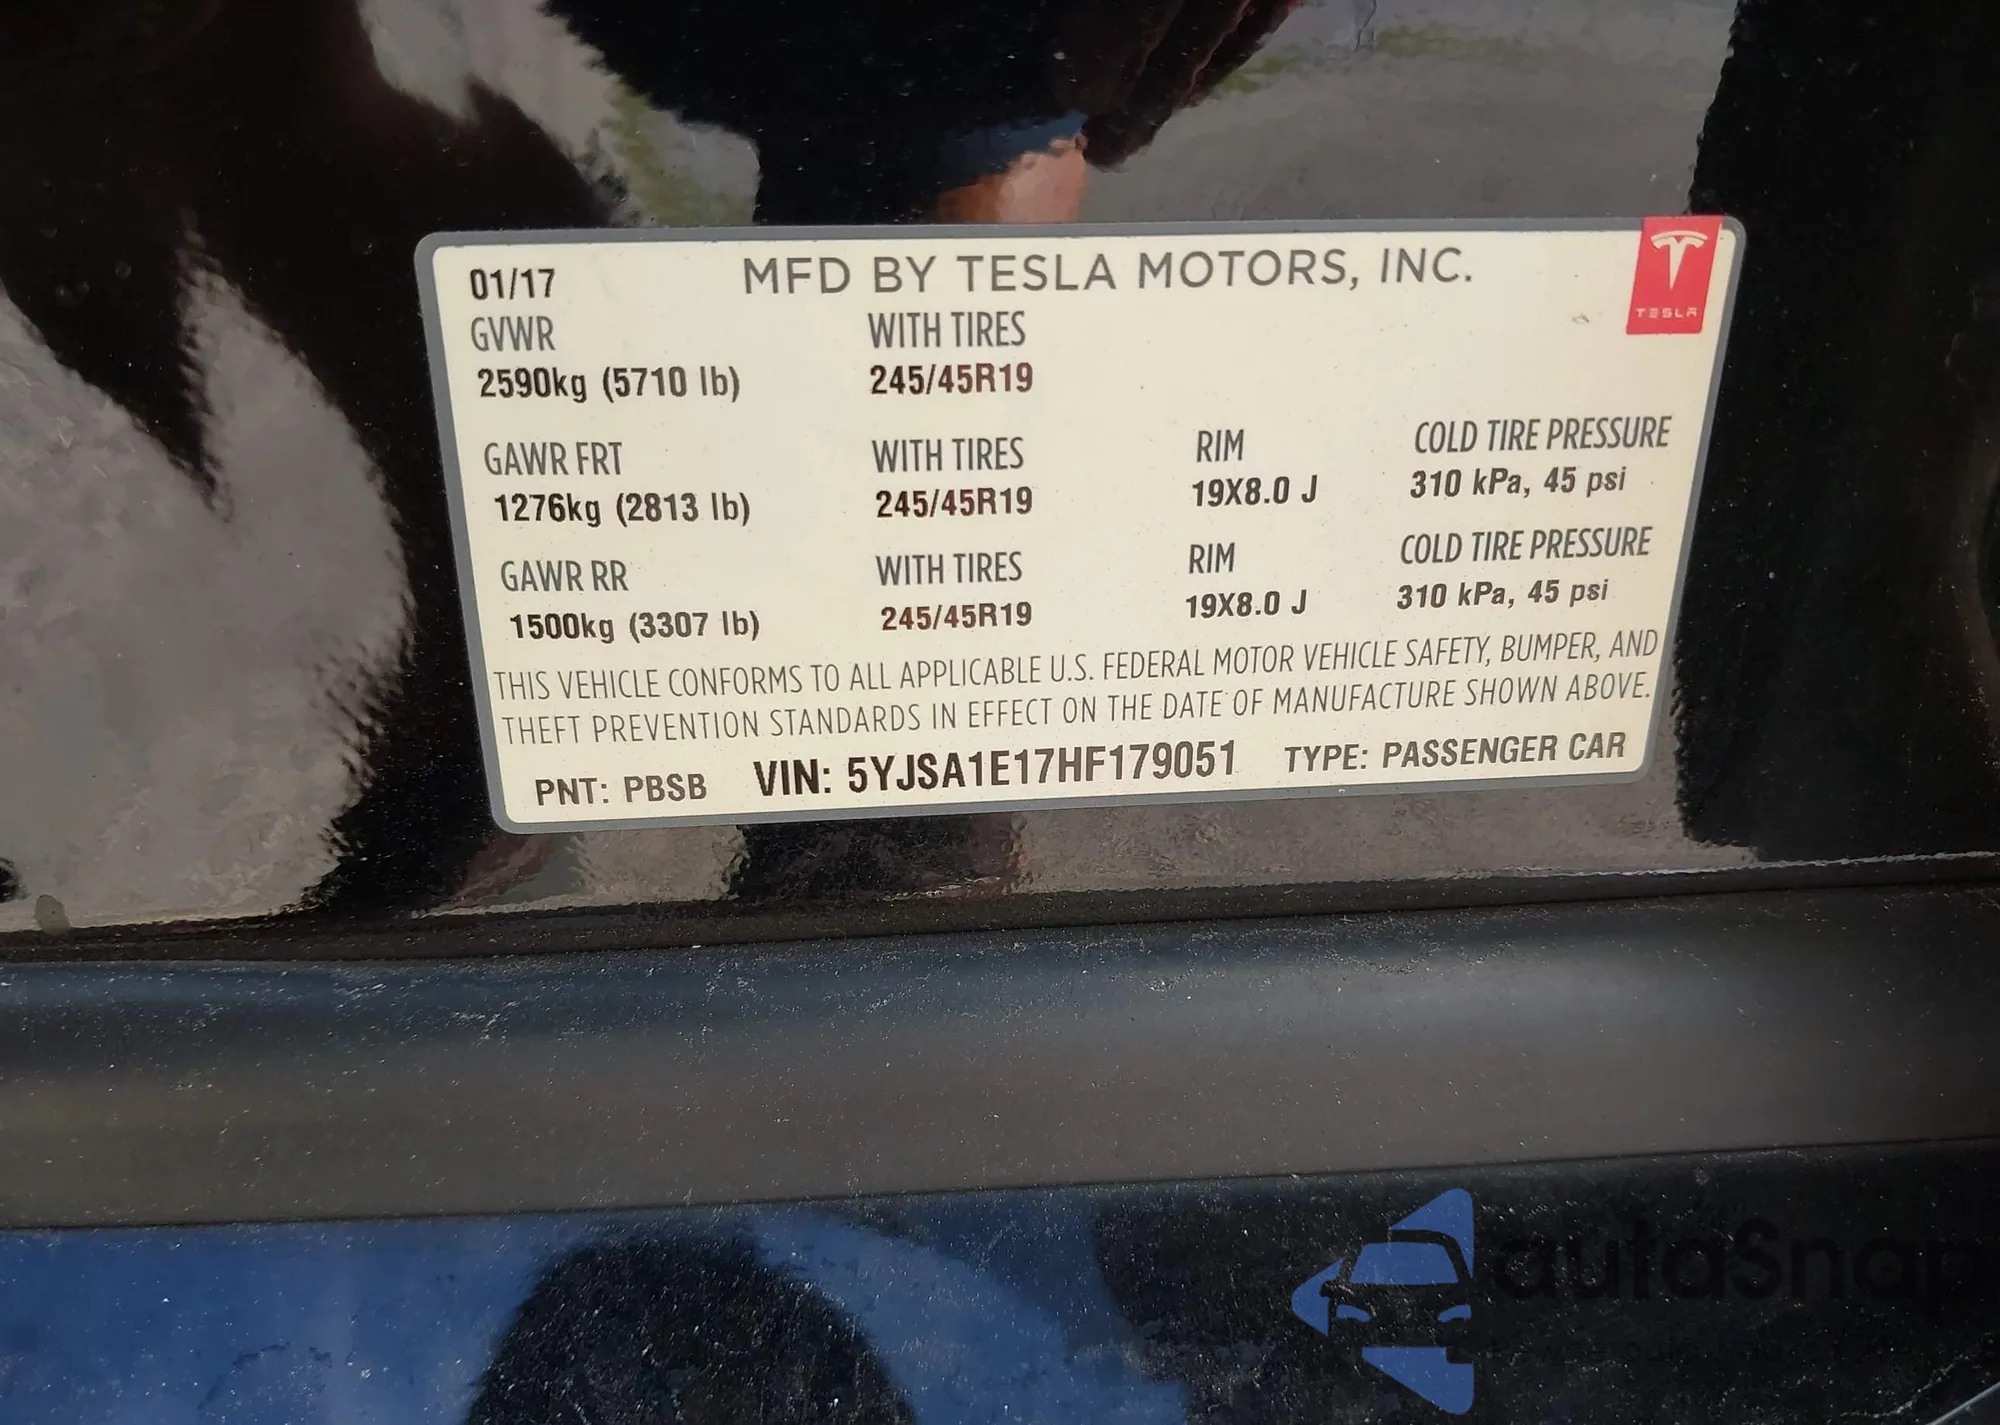 01/17 MFD BY TESLA MOTORS, INC.
TESLA
GVWR WITH TIRES
2590kg (5710 lb) 245/45R19
GAWR FRT WITH TIRES RIM COLD TIRE PRESSURE
1276kg (2813 lb) 245/45R19 19X8.0 J 310 kPa, 45 psi
GAWR RR WITH TIRES RIM COLD TIRE PRESSURE
1500kg (3307 lb) 245/45R19 19X8.0 J 310 kPa, 45 psi
THIS VEHICLE CONFORMS TO ALL APPLICABLE U.S. FEDERAL MOTOR VEHICLE SAFETY, BUMPER, AND
THEFT PREVENTION STANDARDS IN EFFECT ON THE DATE OF MANUFACTURE SHOWN ABOVE.
PNT: PBSB VIN: 5YJSA1E17HF179051 TYPE: PASSENGER CAR
autaSnap